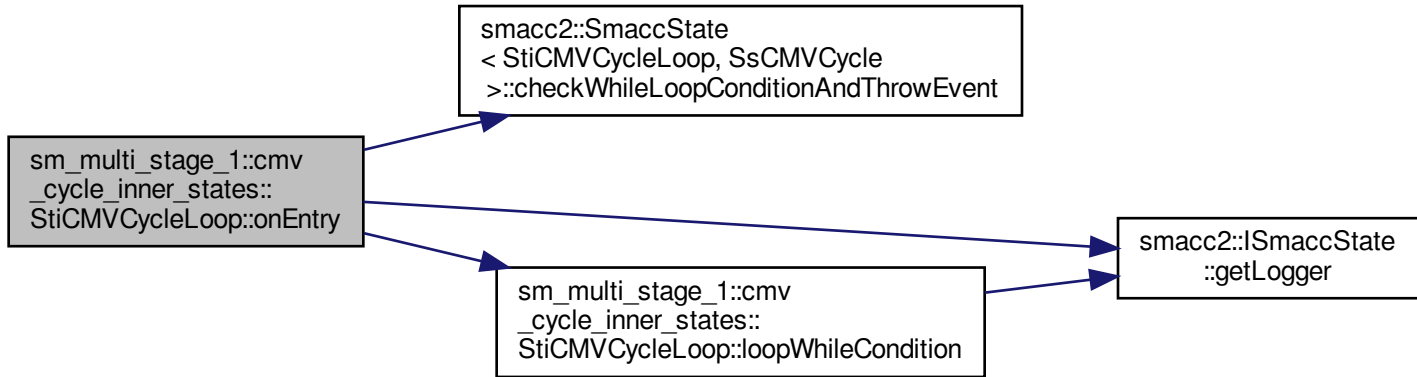 smacc2::SmaccState
< StiCMVCycleLoop, SsCMVCycle
>::checkWhileLoopConditionAndThrowEvent
sm_multi_stage_1::cmv
_cycle_inner_states::
StiCMVCycleLoop::onEntry
smacc2::ISmaccState
::getLogger
sm_multi_stage_1::cmv
_cycle_inner_states::
StiCMVCycleLoop::loopWhileCondition